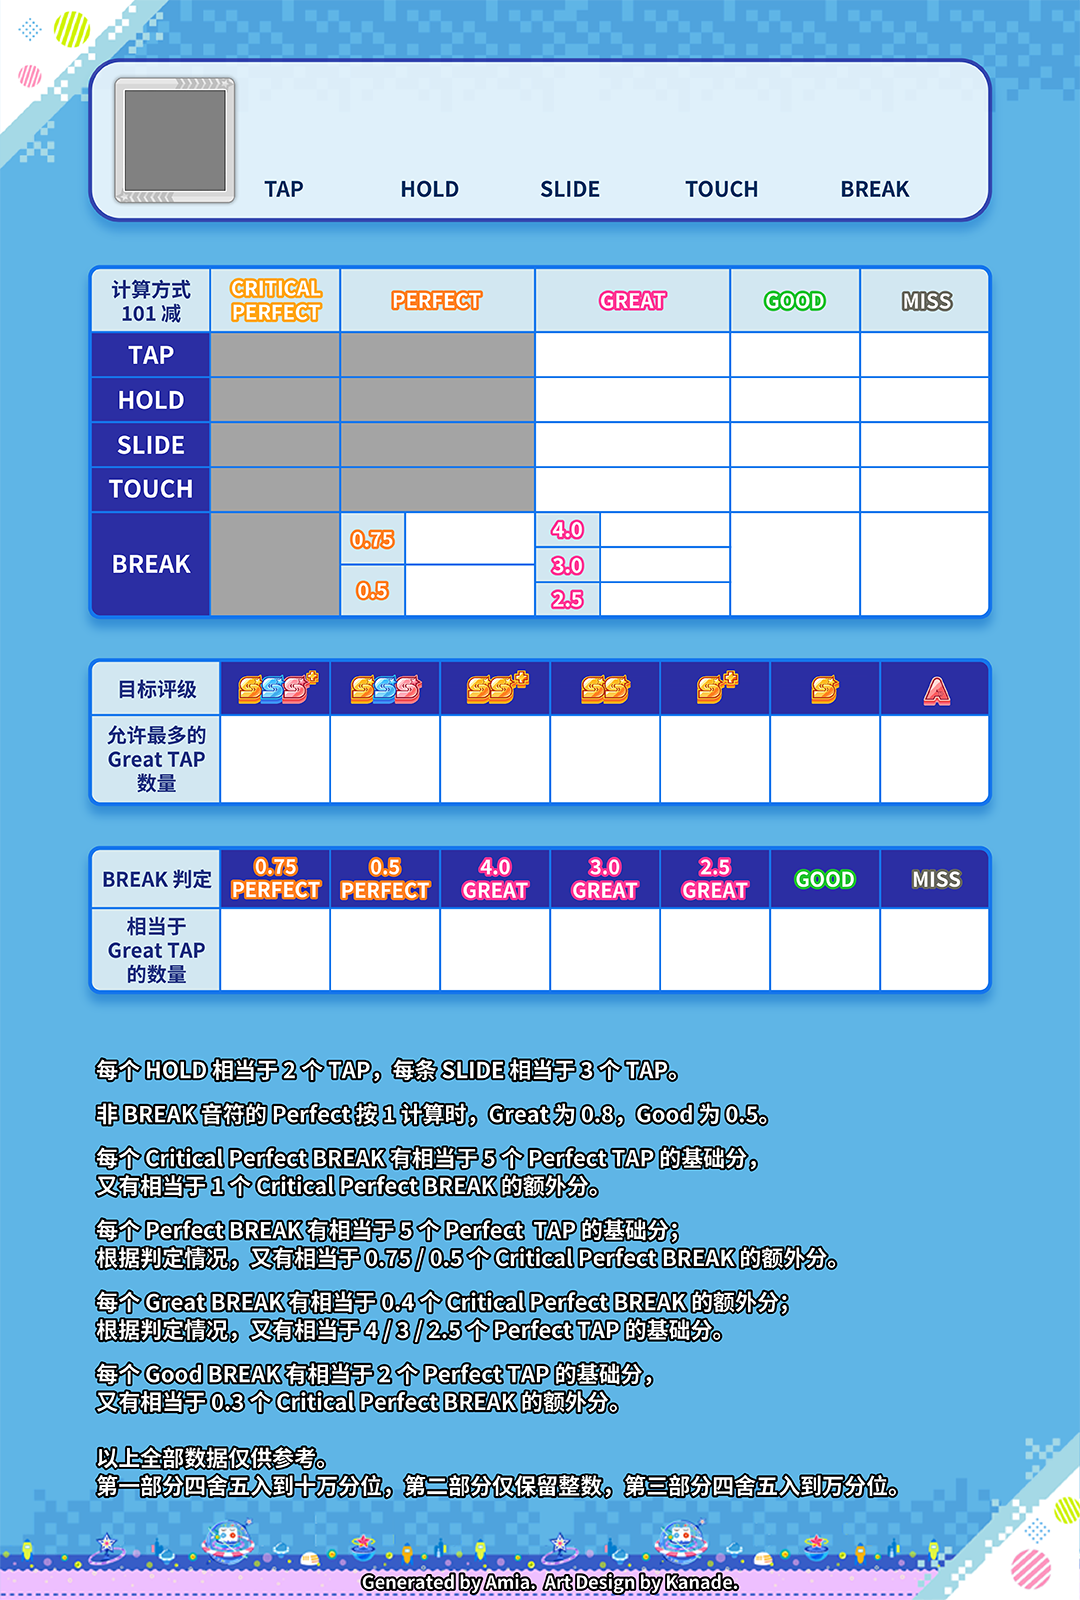 TAP HOLD SLIDE TOUCH BREAK
计算方式
101 减
CRITICAL
PERFECT
PERFECT
GREAT
GOOD
MISS
TAP
HOLD
SLIDE
TOUCH
BREAK
0.75
0.5
4.0
3.0
2.5
目标评级
SSS+
SSS
SS+
SS
S+
S
A
允许最多的
Great TAP
数量
BREAK 判定
0.75
PERFECT
0.5
PERFECT
4.0
GREAT
3.0
GREAT
2.5
GREAT
GOOD
MISS
相当于
Great TAP
的数量
每个 HOLD 相当于 2 个 TAP，每条 SLIDE 相当于 3 个 TAP。
非 BREAK 音符的 Perfect 按 1 计算时，Great 为 0.8，Good 为 0.5。
每个 Critical Perfect BREAK 有相当于 5 个 Perfect TAP 的基础分，
又有相当于 1 个 Critical Perfect BREAK 的额外分。
每个 Perfect BREAK 有相当于 5 个 Perfect TAP 的基础分；
根据判定情况，又有相当于 0.75 / 0.5 个 Critical Perfect BREAK 的额外分。
每个 Great BREAK 有相当于 0.4 个 Critical Perfect BREAK 的额外分；
根据判定情况，又有相当于 4 / 3 / 2.5 个 Perfect TAP 的基础分。
每个 Good BREAK 有相当于 2 个 Perfect TAP 的基础分，
又有相当于 0.3 个 Critical Perfect BREAK 的额外分。
以上全部数据仅供参考。
第一部分四舍五入到十万分位，第二部分仅保留整数，第三部分四舍五入到万分位。
Generated by Amia. Art Design by Kanade.